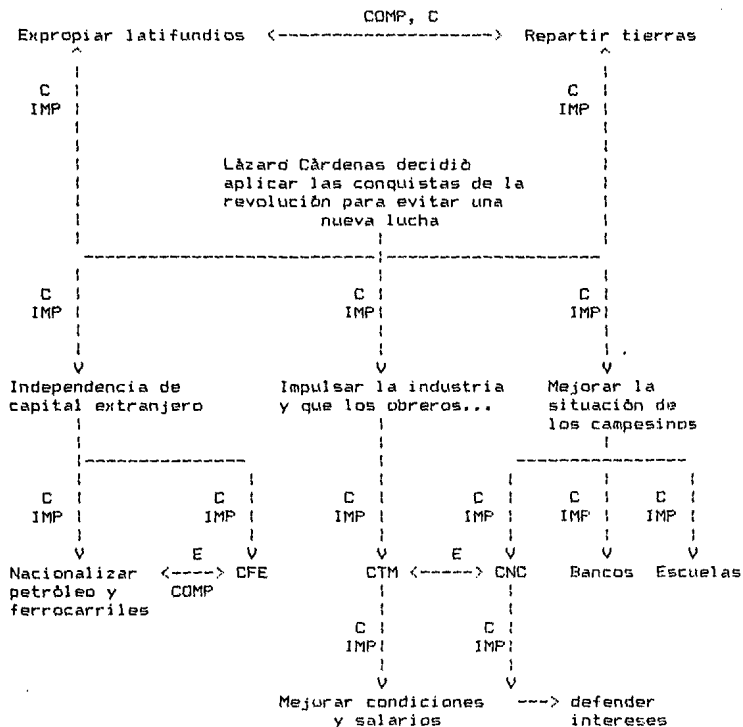 COMP, C
Expropiar latifundios <----------------------> Repartir tierras
C C
IMP IMP
Làzaro Càrdenas decidiò
aplicar las conquistas de la
revoluciòn para evitar una
nueva lucha
C C C
IMP IMP IMP
Independencia de Impulsar la industria Mejorar la
capital extranjero y que los obreros... situaciòn de
los campesinos
C C C C C C
IMP IMP IMP IMP IMP IMP
E E
Nacionalizar <----> CFE CTM <-----> CNC Bancos Escuelas
petròleo y COMP
ferrocarriles
C C
IMP IMP
Mejorar condiciones ---> defender
y salarios intereses